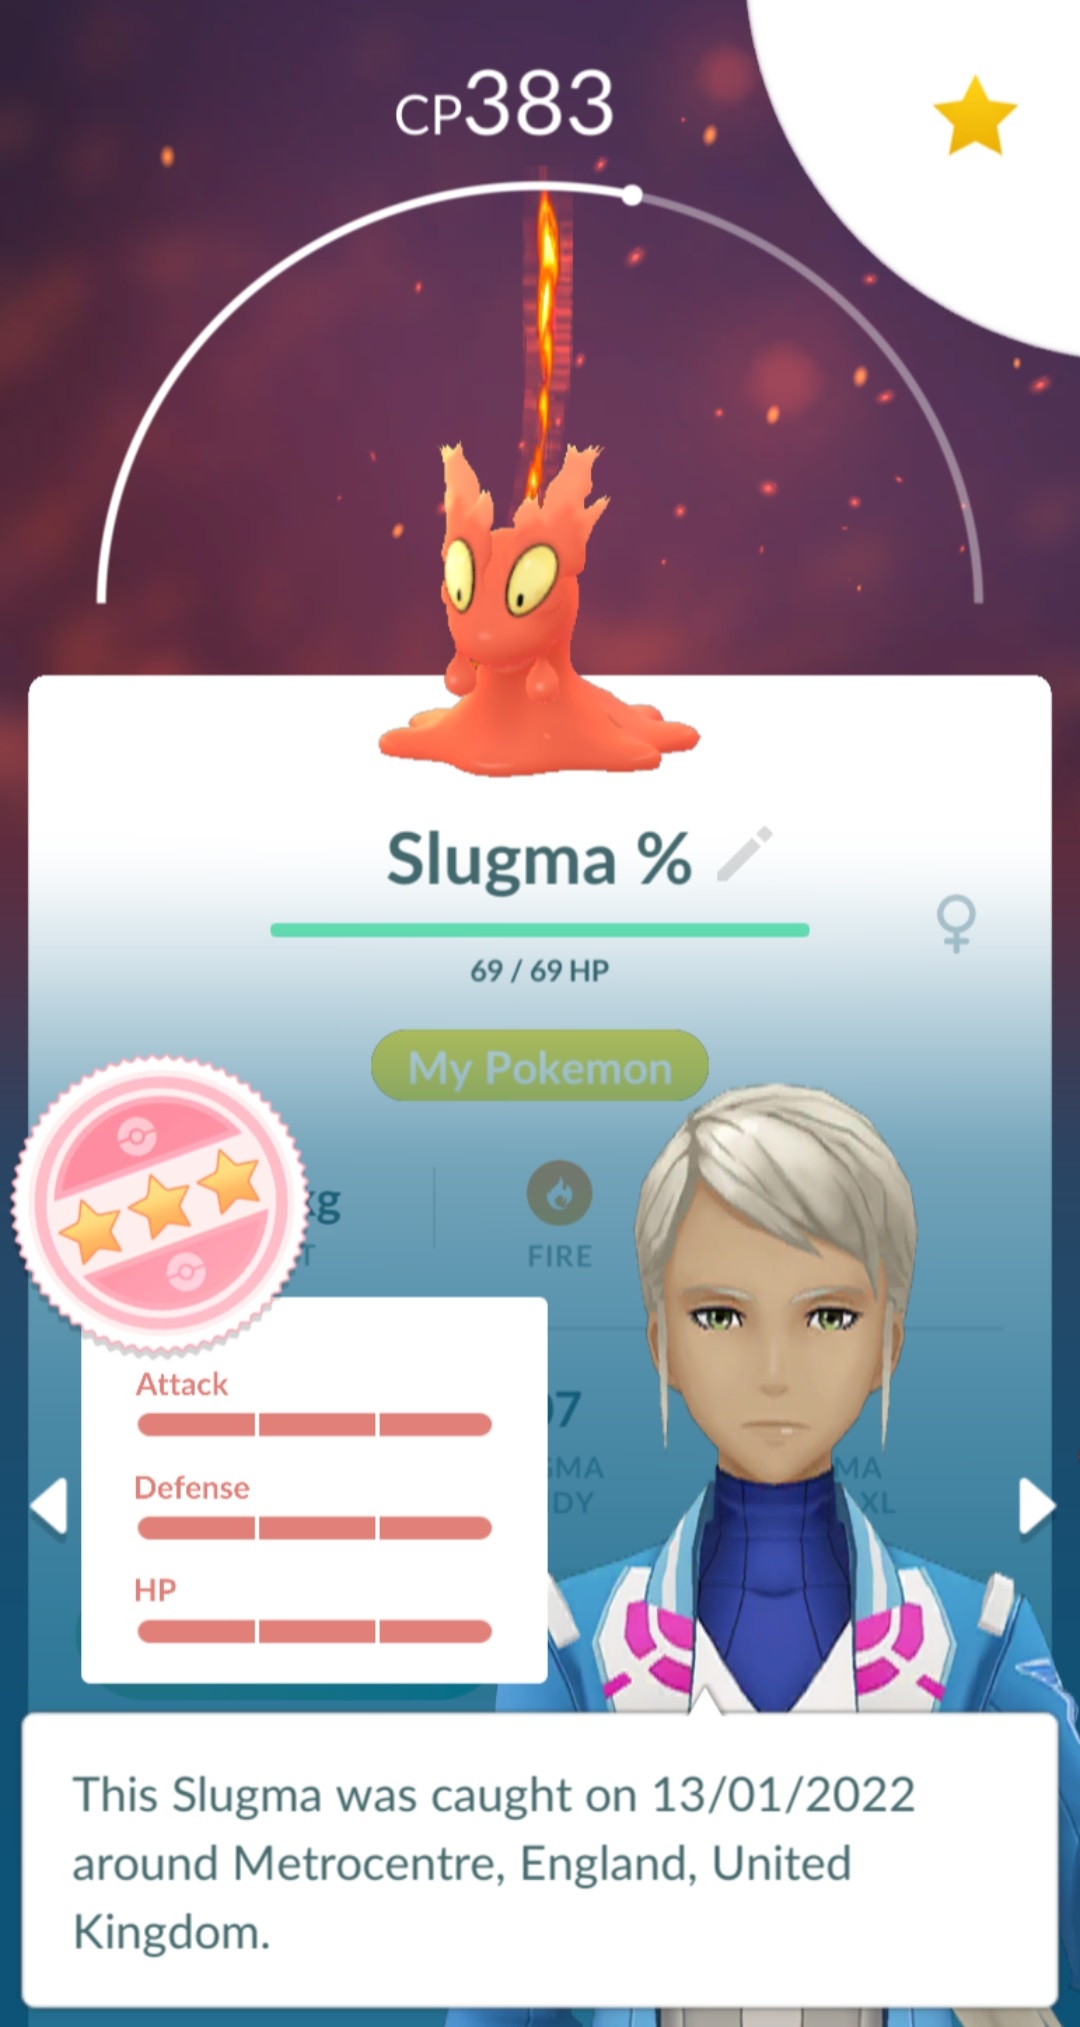 CP383
Slugma %
69 / 69 HP
My Pokemon
kg
FIRE
Attack
Defense
HP
This Slugma was caught on 13/01/2022
around Metrocentre, England, United
Kingdom.